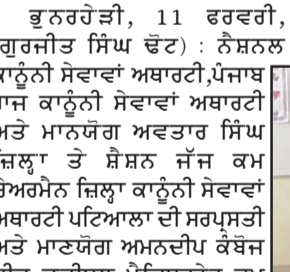 ਭੁਨਰਹੇੜੀ, 11 ਫਰਵਰੀ,
ਗੁਰਜੀਤ ਸਿੰਘ ਢੋਟ) : ਨੈਸ਼ਨਲ
ਕਾਨੂੰਨੀ ਸੇਵਾਵਾਂ ਅਥਾਰਟੀ,ਪੰਜਾਬ
ਰਾਜ ਕਾਨੂੰਨੀ ਸੇਵਾਵਾਂ ਅਥਾਰਟੀ
ਅਤੇ ਮਾਨਯੋਗ ਅਵਤਾਰ ਸਿੰਘ
ਜ਼ਿਲ੍ਹਾ ਤੇ ਸ਼ੈਸ਼ਨ ਜੱਜ ਕਮ
ਚੇਅਰਮੈਨ ਜ਼ਿਲ੍ਹਾ ਕਾਨੂੰਨੀ ਸੇਵਾਵਾਂ
ਅਥਾਰਟੀ ਪਟਿਆਲਾ ਦੀ ਸਰਪ੍ਰਸਤੀ
ਅਤੇ ਮਾਣਯੋਗ ਅਮਨਦੀਪ ਕੰਬੋਜ